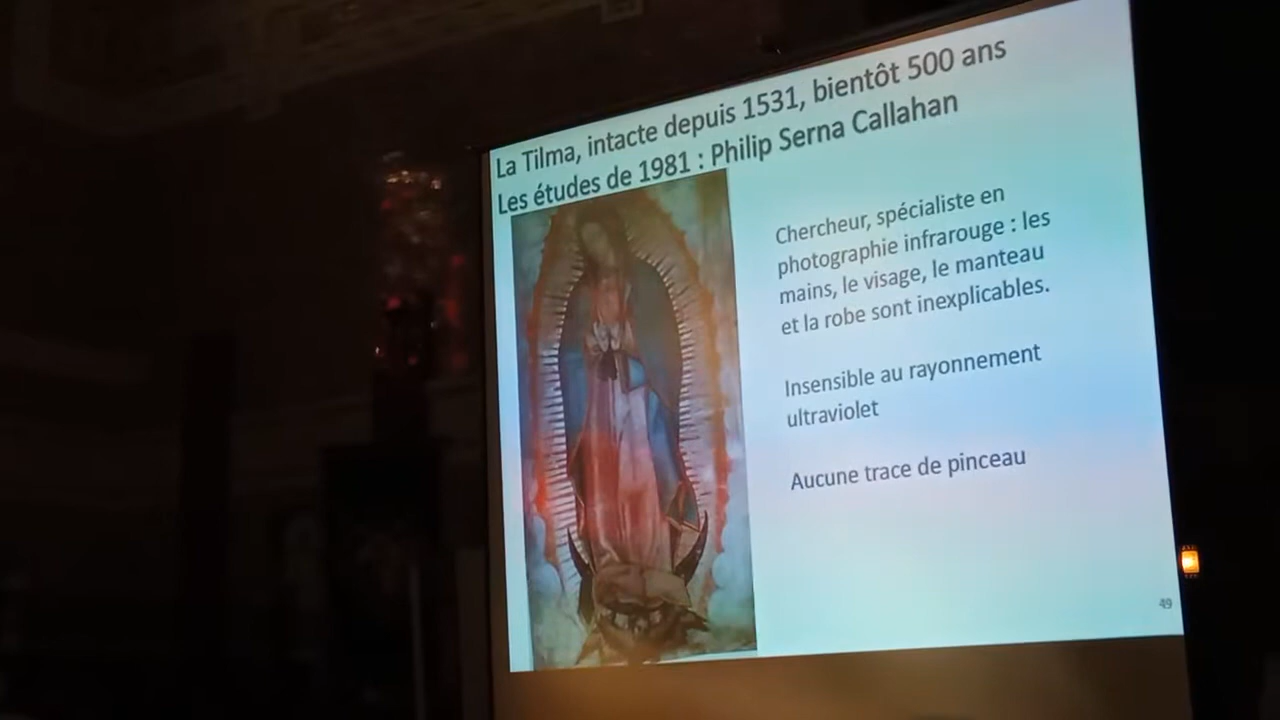 La Tilma, intacte depuis 1531, bientôt 500 ans
Les études de 1981 : Philip Serna Callahan
Chercheur, spécialiste en
photographie infrarouge : les
mains, le visage, le manteau
et la robe sont inexplicables.
Insensible au rayonnement
ultraviolet
Aucune trace de pinceau
49